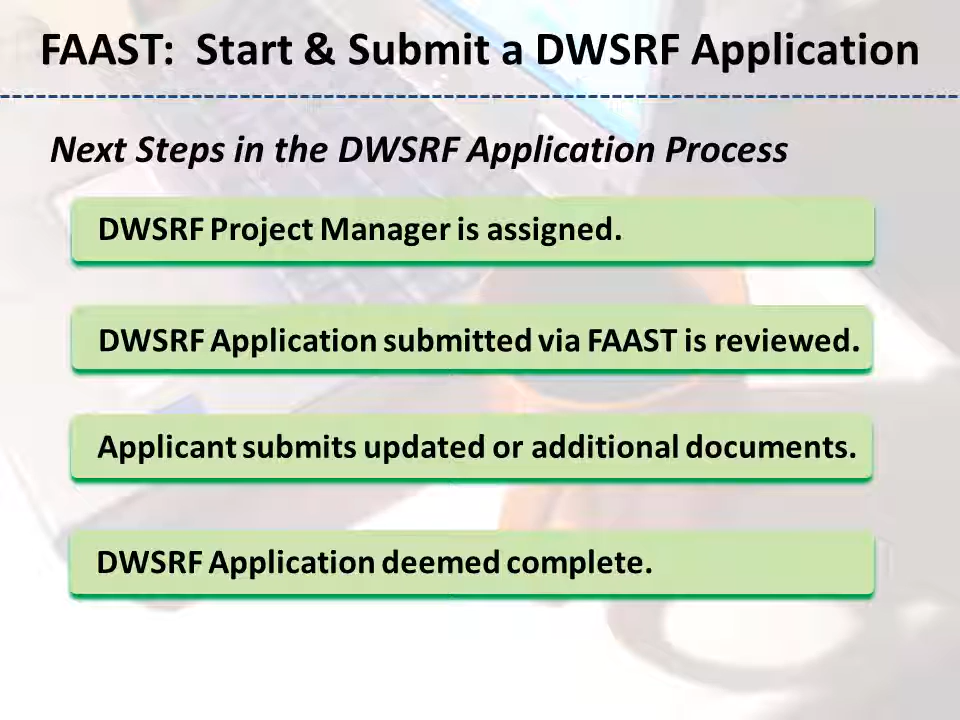 FAAST:  Start & Submit a DWSRF Application
Next Steps in the DWSRF Application Process
DWSRF Project Manager is assigned.
DWSRF Application submitted via FAAST is reviewed.
Applicant submits updated or additional documents.
DWSRF Application deemed complete.